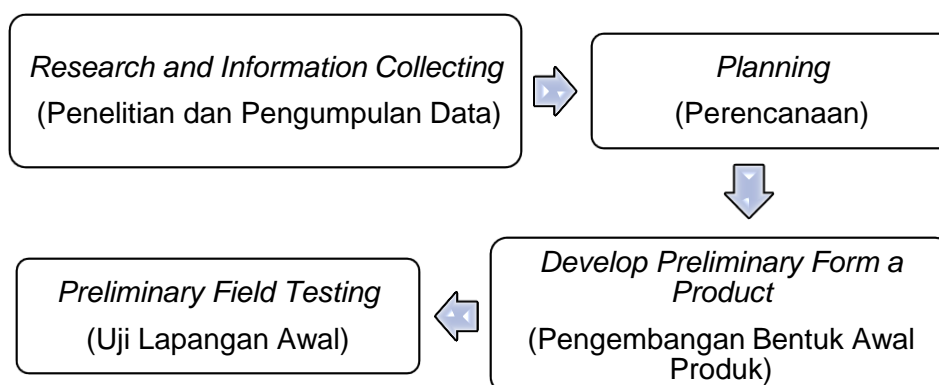 Research and Information Collecting
(Penelitian dan Pengumpulan Data)
Planning
(Perencanaan)
Develop Preliminary Form a
Product
(Pengembangan Bentuk Awal
Produk)
Preliminary Field Testing
(Uji Lapangan Awal)